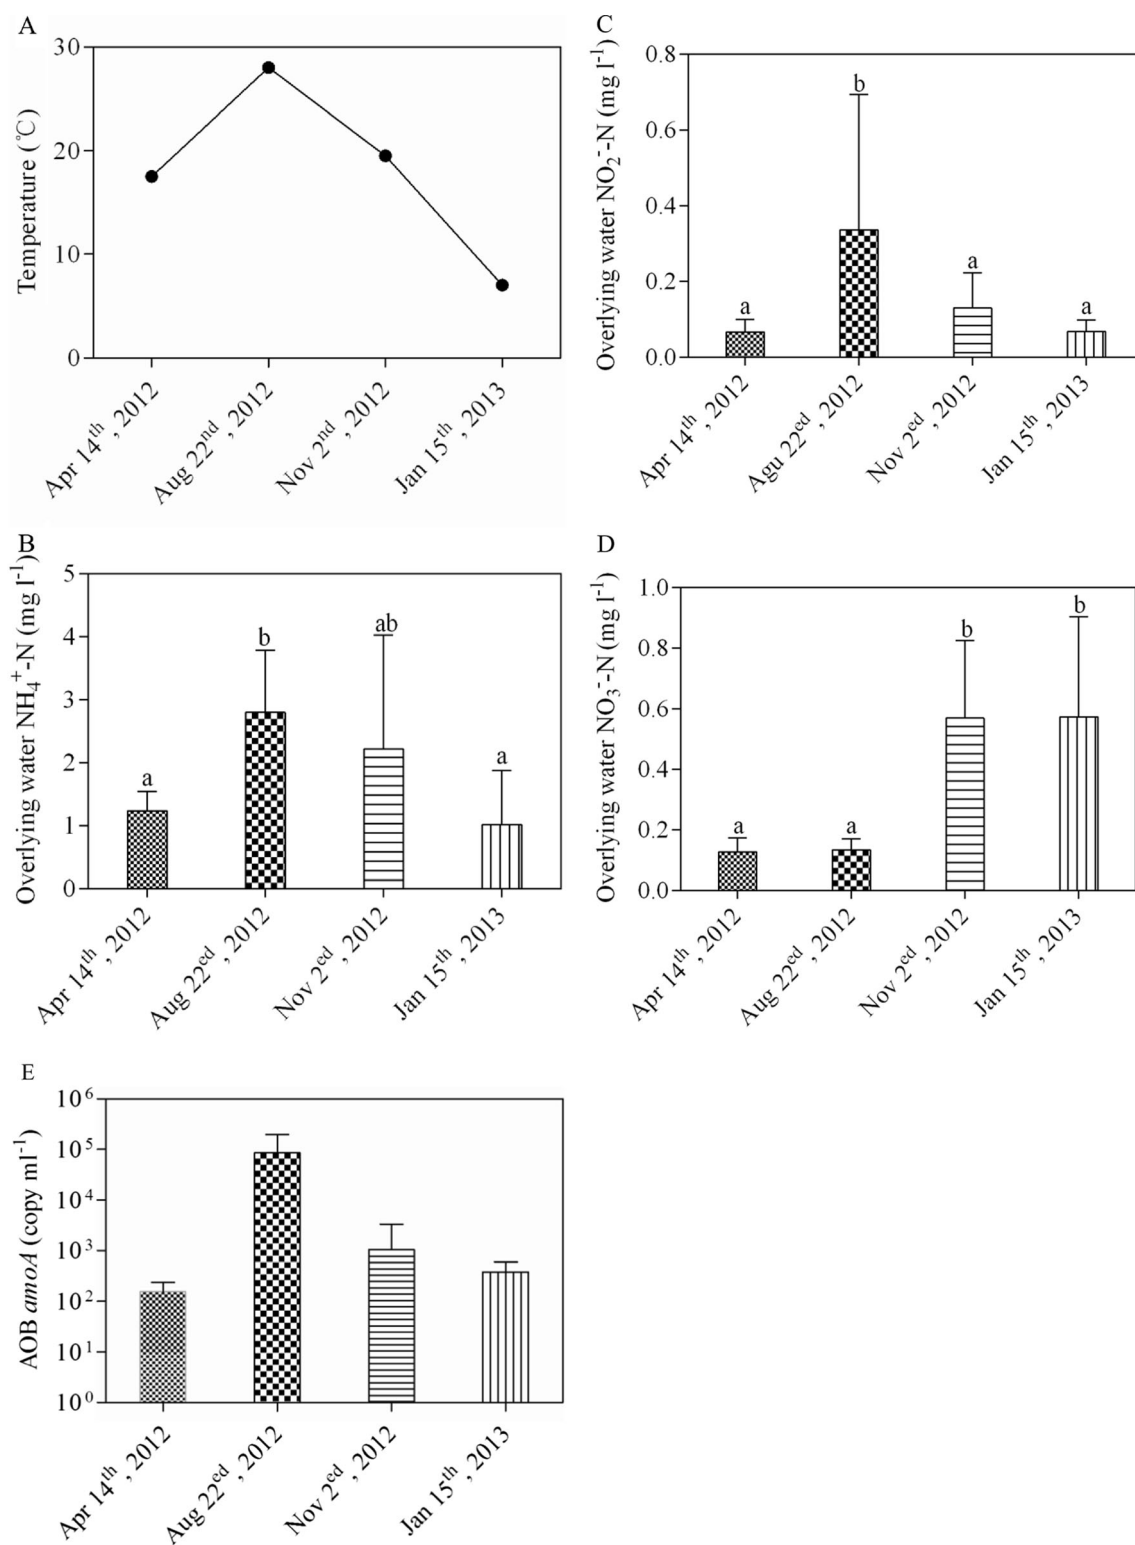 A
Temperature (℃)
30
20
10
0
Apr 14th, 2012
Aug 22nd, 2012
Nov 2nd, 2012
Jan 15th, 2013
C
Overlying water NO2--N (mg l-1)
0.8
0.6
0.4
0.2
0.0
a
b
a
a
Apr 14th, 2012
Agu 22ed, 2012
Nov 2ed, 2012
Jan 15th, 2013
B
Overlying water NH4+-N (mg l-1)
5
4
3
2
1
0
a
b
ab
a
Apr 14th, 2012
Aug 22ed, 2012
Nov 2ed, 2012
Jan 15th, 2013
D
Overlying water NO3--N (mg l-1)
1.0
0.8
0.6
0.4
0.2
0.0
a
a
b
b
Apr 14th, 2012
Aug 22ed, 2012
Nov 2ed, 2012
Jan 15th, 2013
E
AOB amoA (copy ml-1)
10^6
10^5
10^4
10^3
10^2
10^1
10^0
Apr 14th, 2012
Aug 22ed, 2012
Nov 2ed, 2012
Jan 15th, 2013